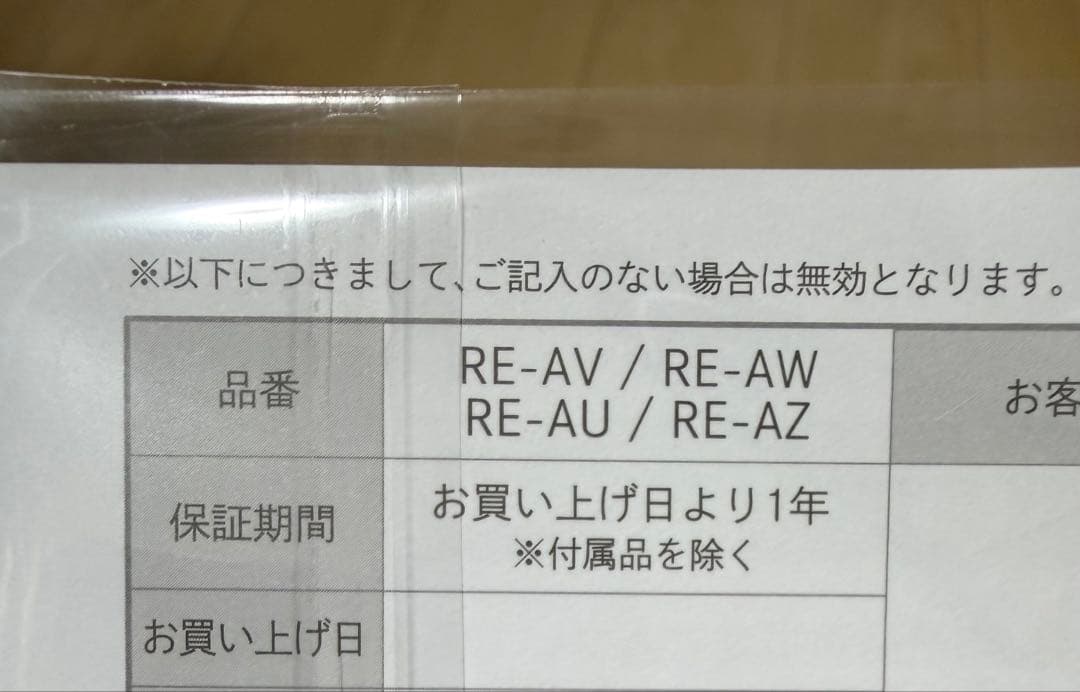 ※以下につきまして、ご記入のない場合は無効となります。
品番
RE-AV / RE-AW
RE-AU / RE-AZ
お客
保証期間
お買い上げ日より1年
※付属品を除く
お買い上げ日